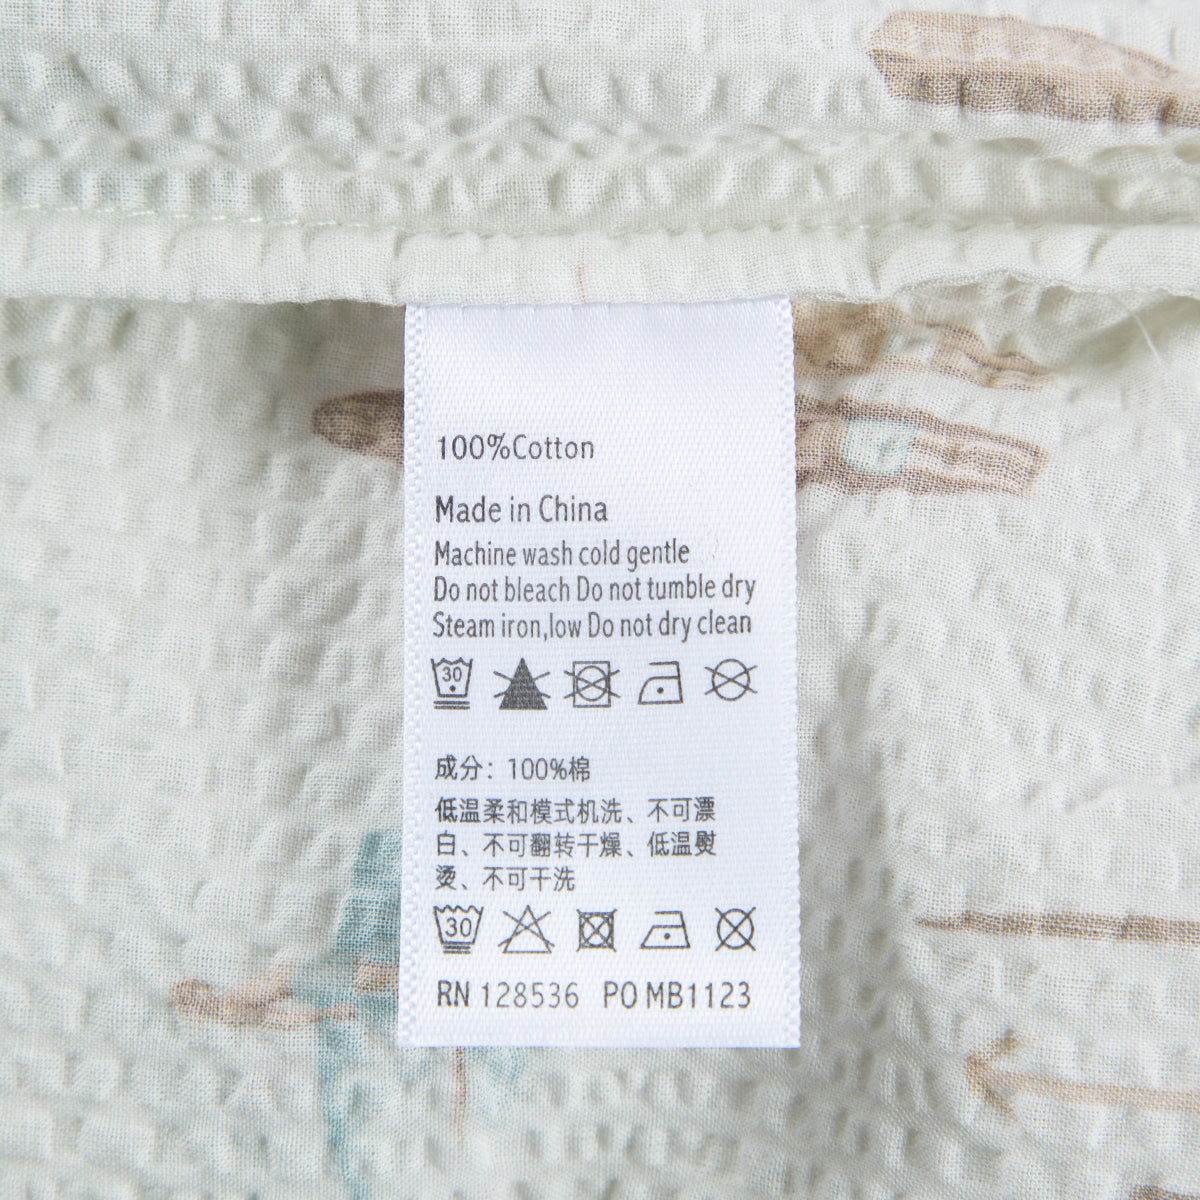 100%Cotton
Made in China
Machine wash cold gentle
Do not bleach Do not tumble dry
Steam iron,low Do not dry clean
30
成分：100%棉
低温柔和模式机洗、不可漂
白、不可翻转干燥、低温熨
烫、不可干洗
30
RN 128536 PO MB1123